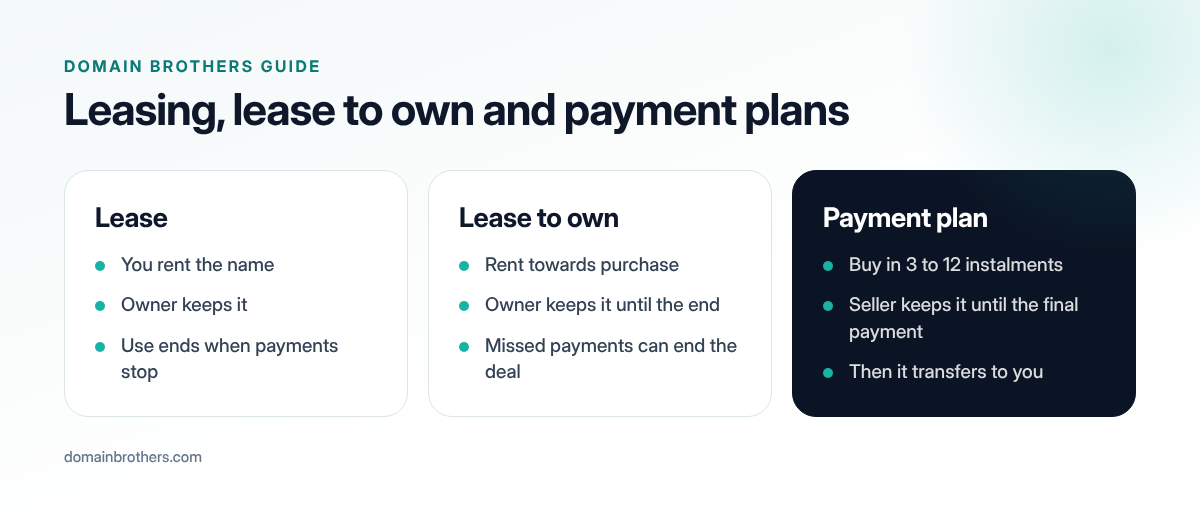 DOMAIN BROTHERS GUIDE
Leasing, lease to own and payment plans
Lease
You rent the name
Owner keeps it
Use ends when payments
stop
Lease to own
Rent towards purchase
Owner keeps it until the end
Missed payments can end the
deal
Payment plan
Buy in 3 to 12 instalments
Seller keeps it until the final
payment
Then it transfers to you
domainbrothers.com